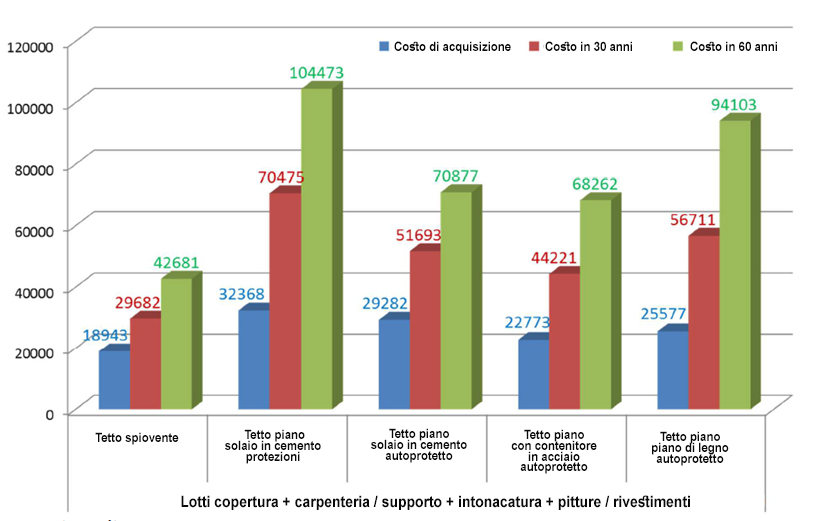 120000
100000
80000
60000
40000
20000
0
Costo di acquisizione
Costo in 30 anni
Costo in 60 anni
18943
29682
42681
32368
70475
104473
29282
51693
70877
22773
44221
68262
25577
56711
94103
Tetto spiovente
Tetto piano
solaio in cemento
protezioni
Tetto piano
solaio in cemento
autoprotetto
Tetto piano
con contenitore
in acciaio
autoprotetto
Tetto piano
piano di legno
autoprotetto
Lotti copertura + carpenteria / supporto + intonacatura + pitture / rivestimenti